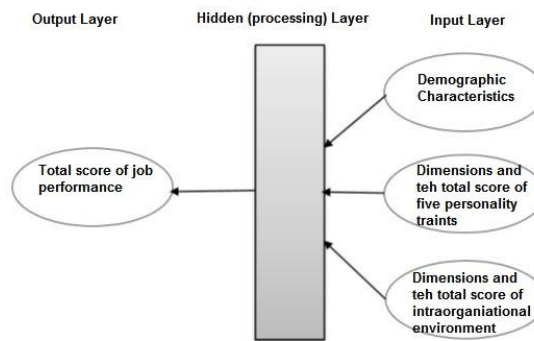 Output Layer
Hidden (processing) Layer
Input Layer
Demographic
Characteristics
Total score of job
performance
Dimensions and
teh total score of
five personality
traints
Dimensions and
teh total score of
intraorganiational
environment